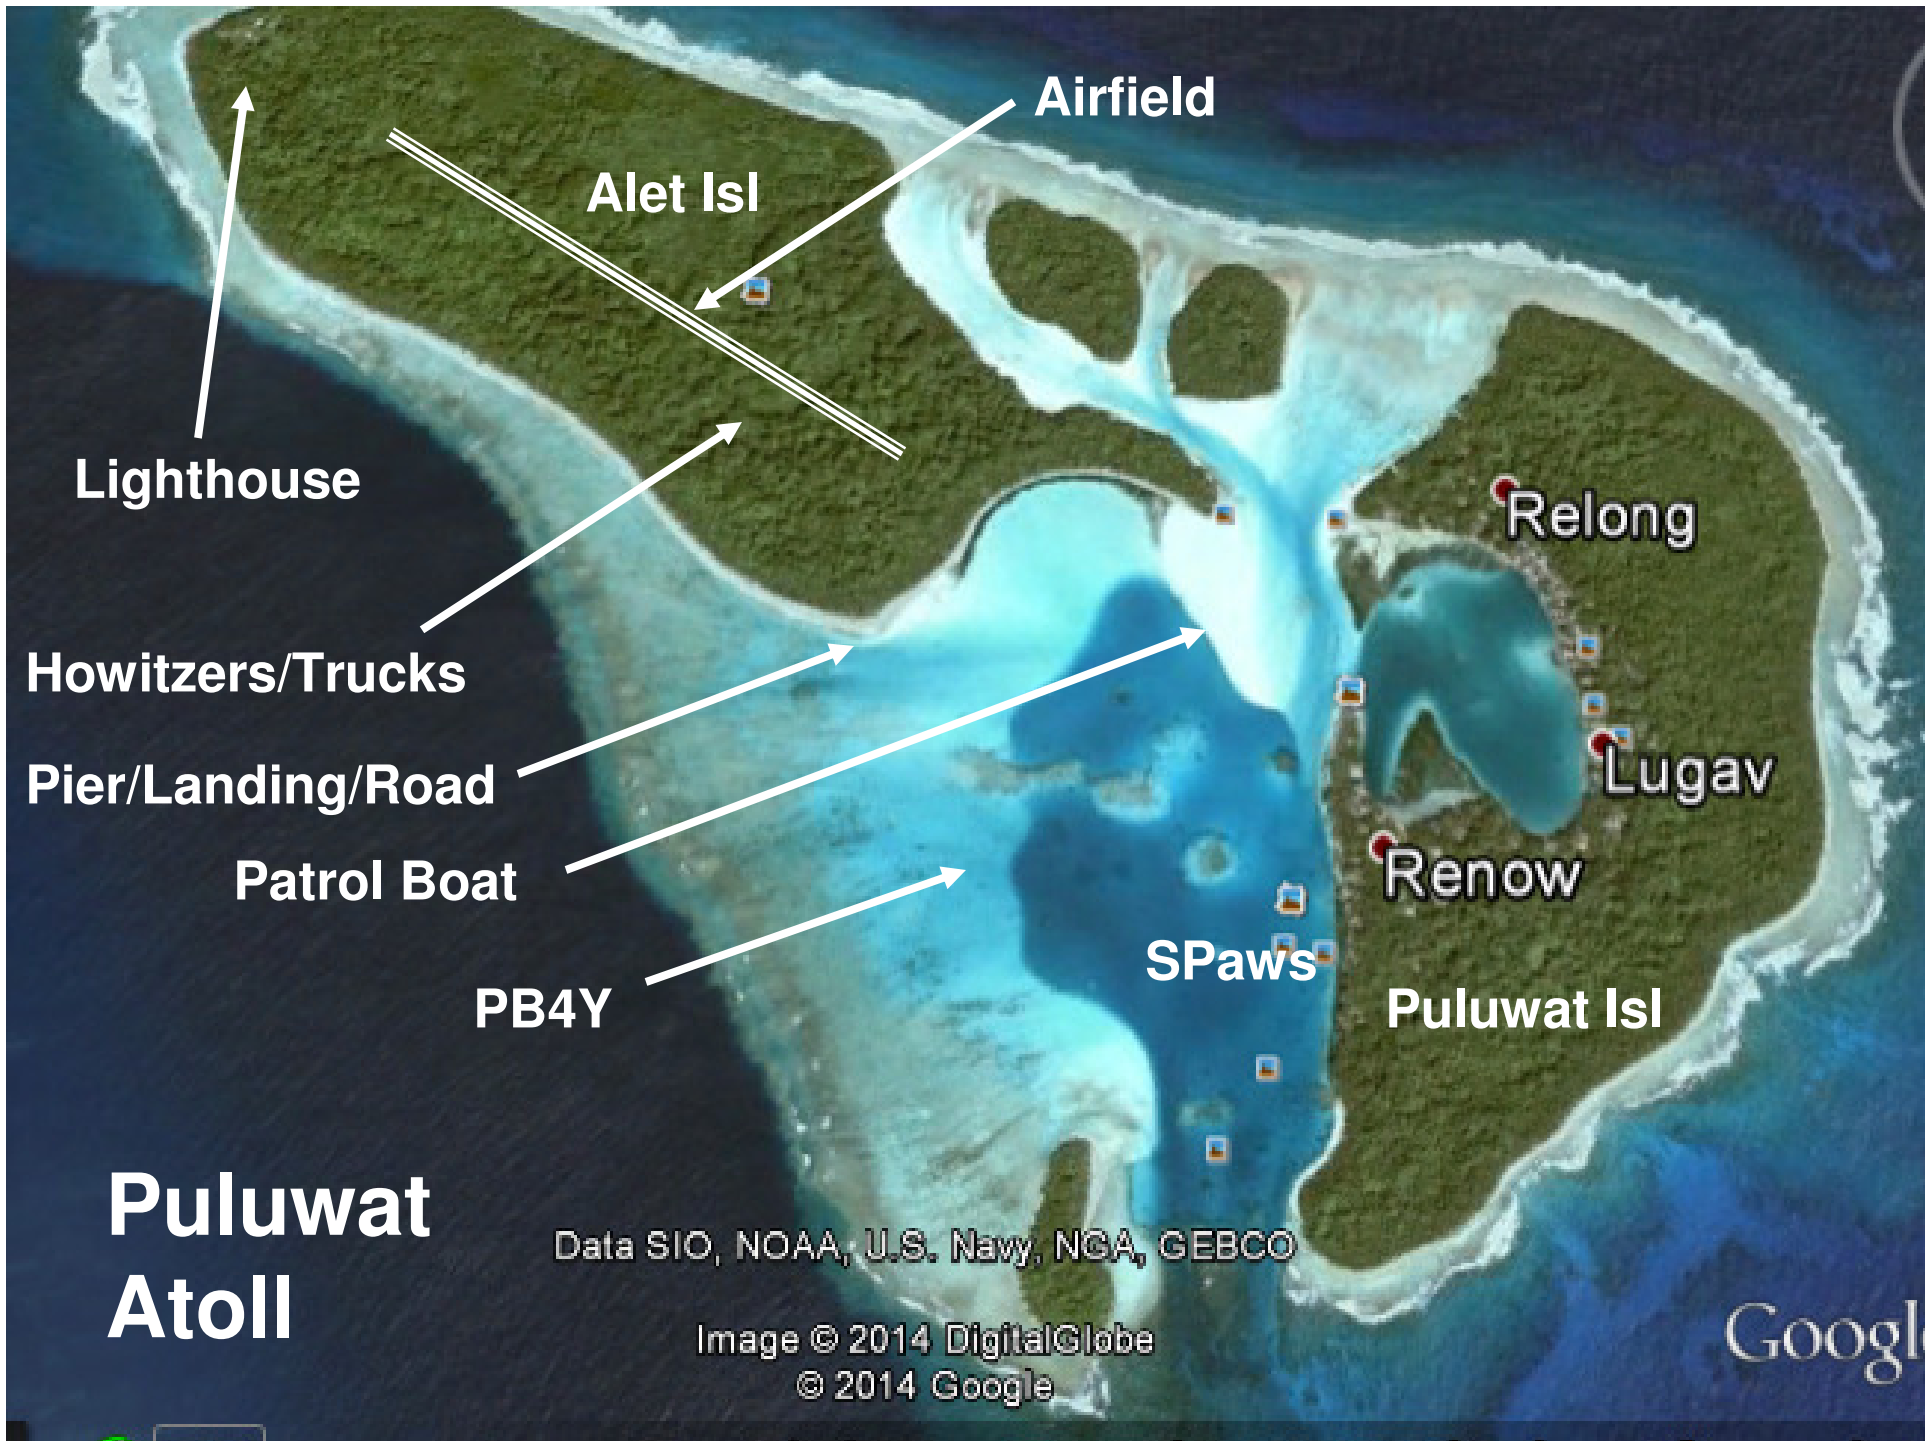 Airfield
Alet Isl
Lighthouse
Relong
Howitzers/Trucks
Pier/Landing/Road
Lugav
Patrol Boat
Renow
SPaws
PB4Y
Puluwat Isl
Puluwat
Atoll
Data SIO, NOAA, U.S. Navy, NGA, GEBCO
Image © 2014 DigitalGlobe
© 2014 Google
Google